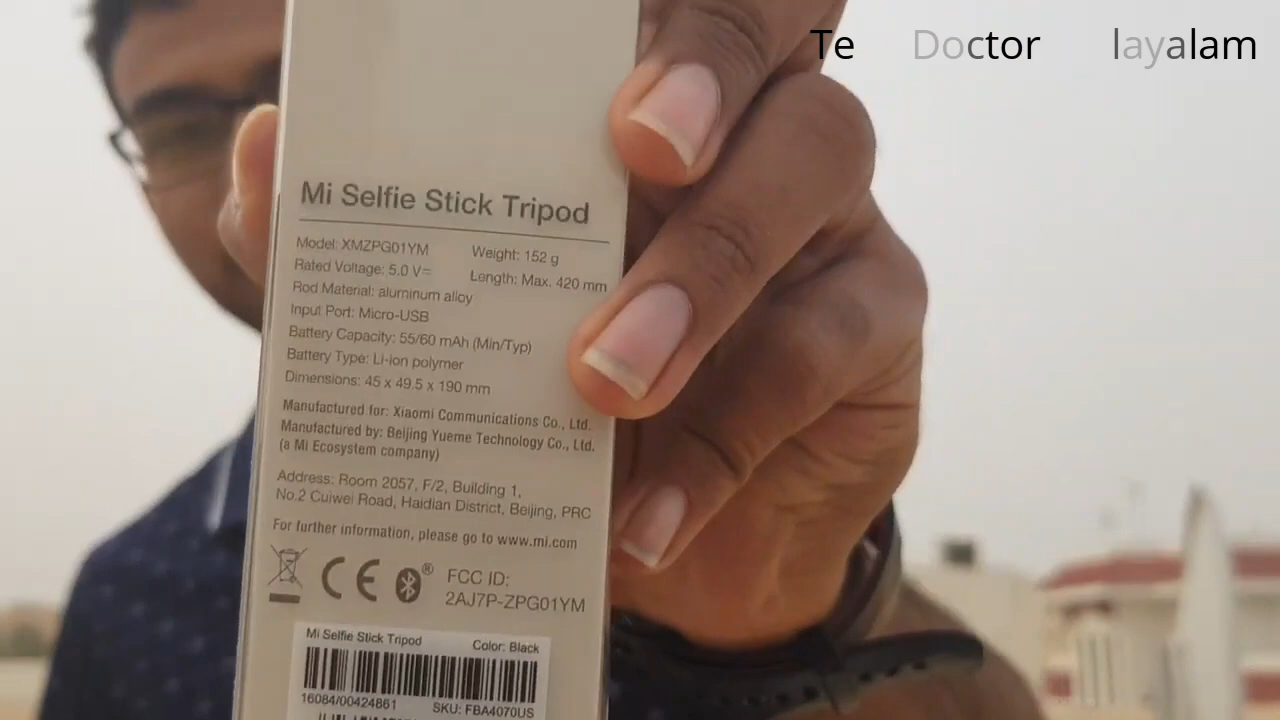 Te Doctor layalam
Mi Selfie Stick Tripod
Model: XMZPG01YM
Weight: 152 g
Rated Voltage: 5.0 V⎓
Length: Max. 420 mm
Rod Material: aluminum alloy
Input Port: Micro-USB
Battery Capacity: 55/60 mAh (Min/Typ)
Battery Type: Li-ion polymer
Dimensions: 45 x 49.5 x 190 mm
Manufactured for: Xiaomi Communications Co., Ltd.
Manufactured by: Beijing Yueme Technology Co., Ltd.
(a Mi Ecosystem company)
Address: Room 2057, F/2, Building 1,
No.2 Cuiwei Road, Haidian District, Beijing, PRC
For further information, please go to www.mi.com
CE ® FCC ID:
2AJ7P-ZPG01YM
Mi Selfie Stick Tripod
Color: Black
16084/00424861
SKU: FBA4070US